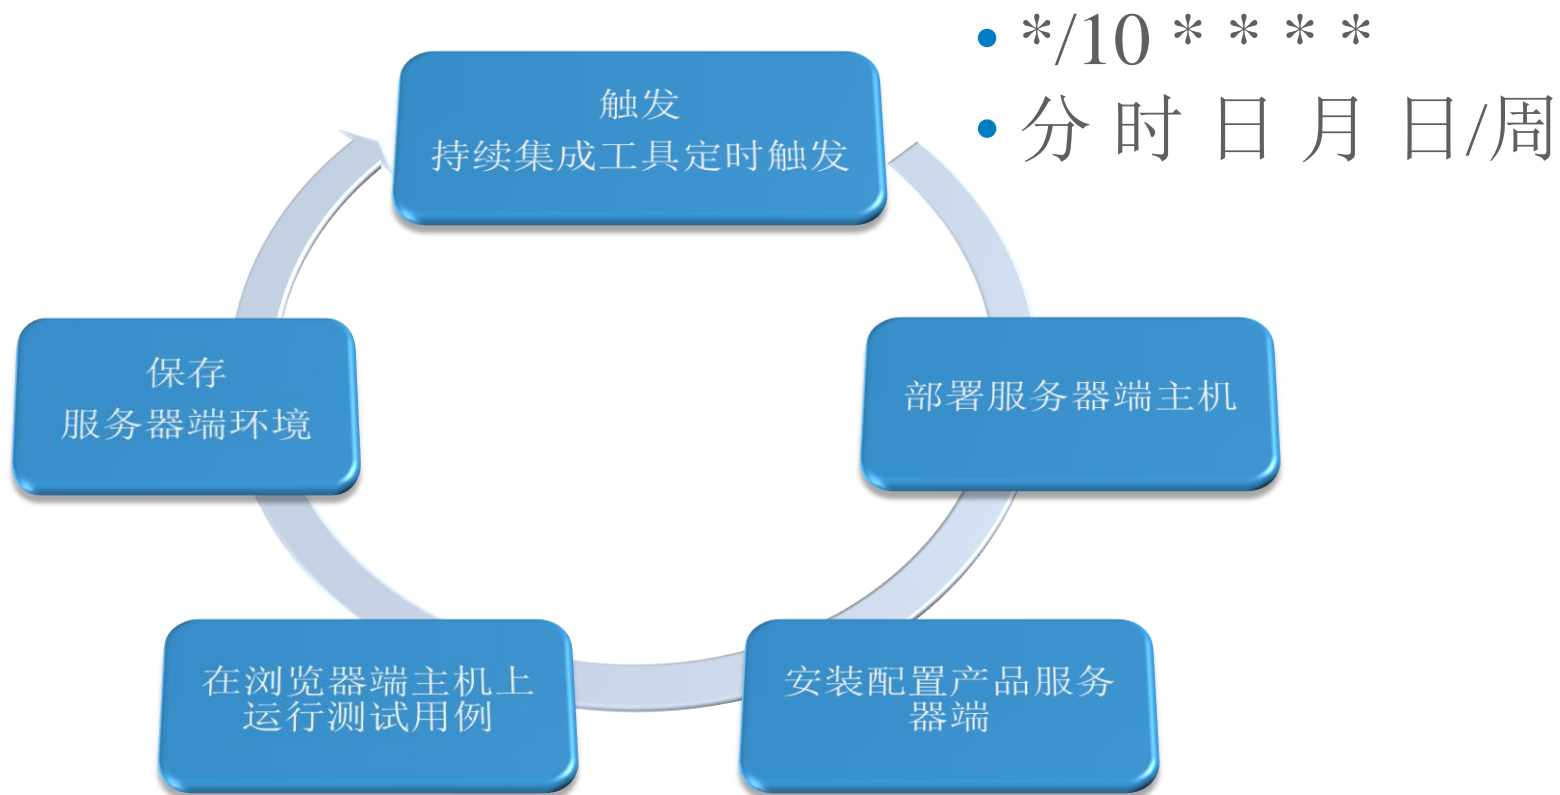 • */10 * * * *
• 分 时 日 月 日/周
触发
持续集成工具定时触发
部署服务器端主机
安装配置产品服务
器端
在浏览器端主机上
运行测试用例
保存
服务器端环境